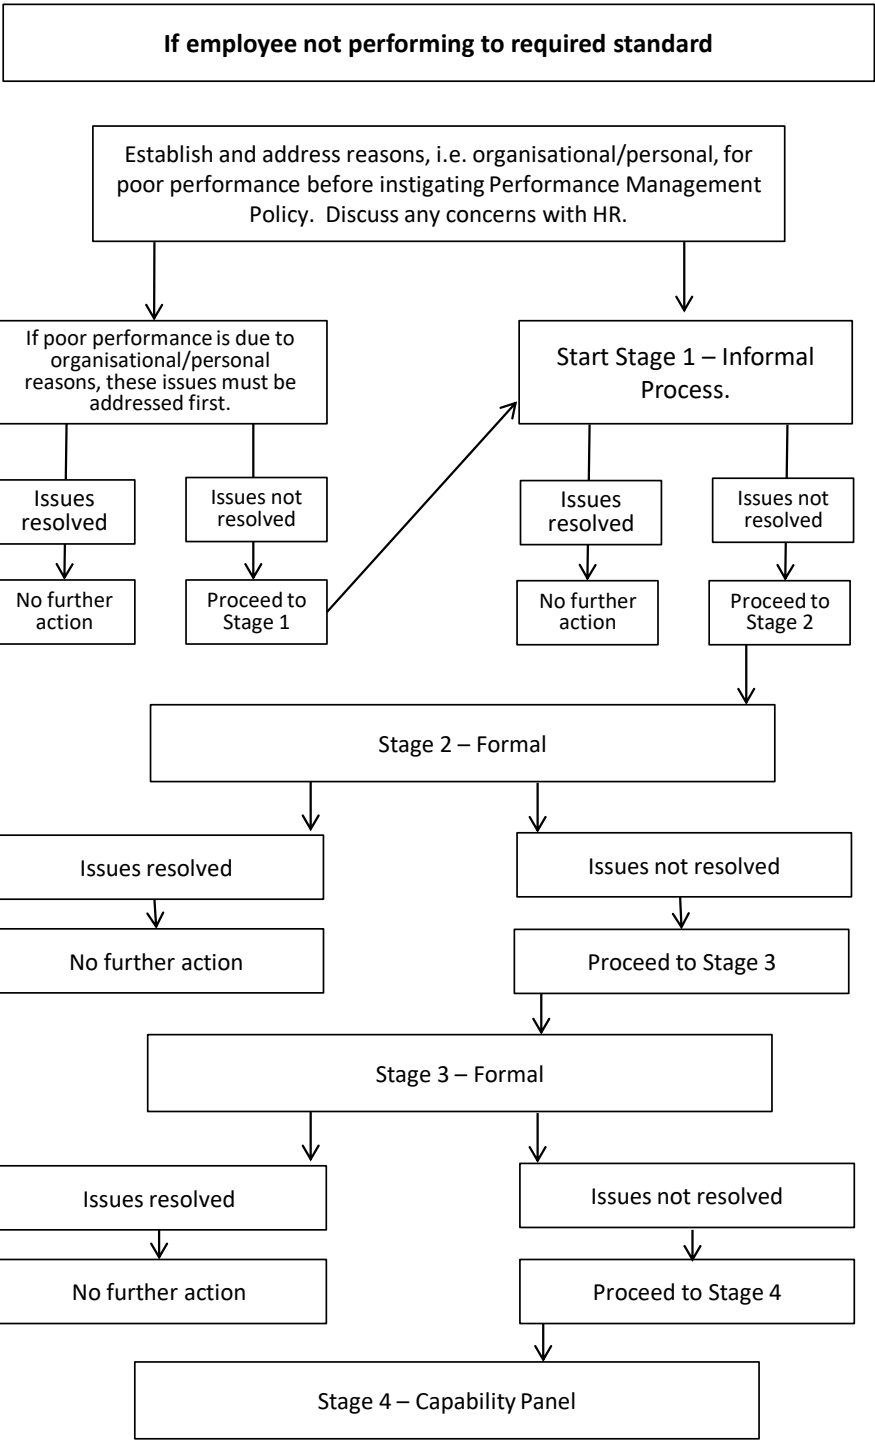 If employee not performing to required standard
Establish and address reasons, i.e. organisational/personal, for
poor performance before instigating Performance Management
Policy.  Discuss any concerns with HR.
If poor performance is due to
organisational/personal
reasons, these issues must be
addressed first.
Start Stage 1 – Informal
Process.
Issues
resolved
Issues not
resolved
Issues
resolved
Issues not
resolved
No further
action
Proceed to
Stage 1
No further
action
Proceed to
Stage 2
Stage 2 – Formal
Issues resolved
Issues not resolved
No further action
Proceed to Stage 3
Stage 3 – Formal
Issues resolved
Issues not resolved
No further action
Proceed to Stage 4
Stage 4 – Capability Panel